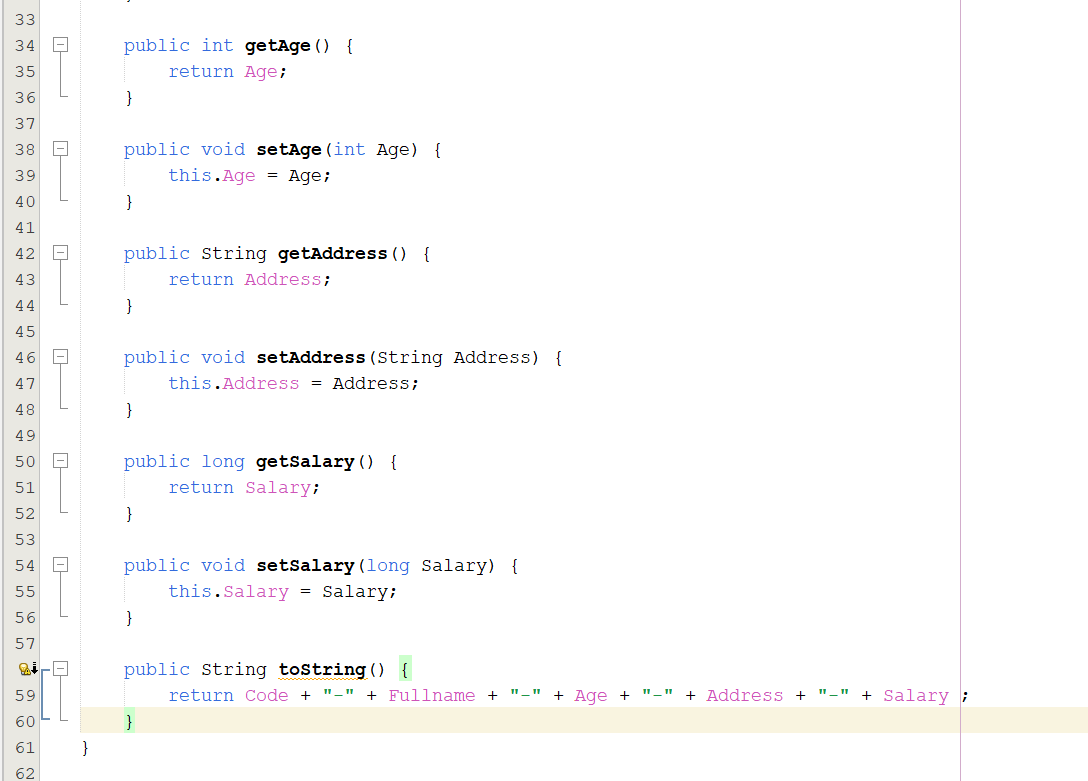 33
34 public int getAge() {
35 return Age;
36 }
37
38 public void setAge(int Age) {
39 this.Age = Age;
40 }
41
42 public String getAddress() {
43 return Address;
44 }
45
46 public void setAddress(String Address) {
47 this.Address = Address;
48 }
49
50 public long getSalary() {
51 return Salary;
52 }
53
54 public void setSalary(long Salary) {
55 this.Salary = Salary;
56 }
57
public String toString() {
59 return Code + "-" + Fullname + "-" + Age + "-" + Address + "-" + Salary ;
60 }
61 }
62